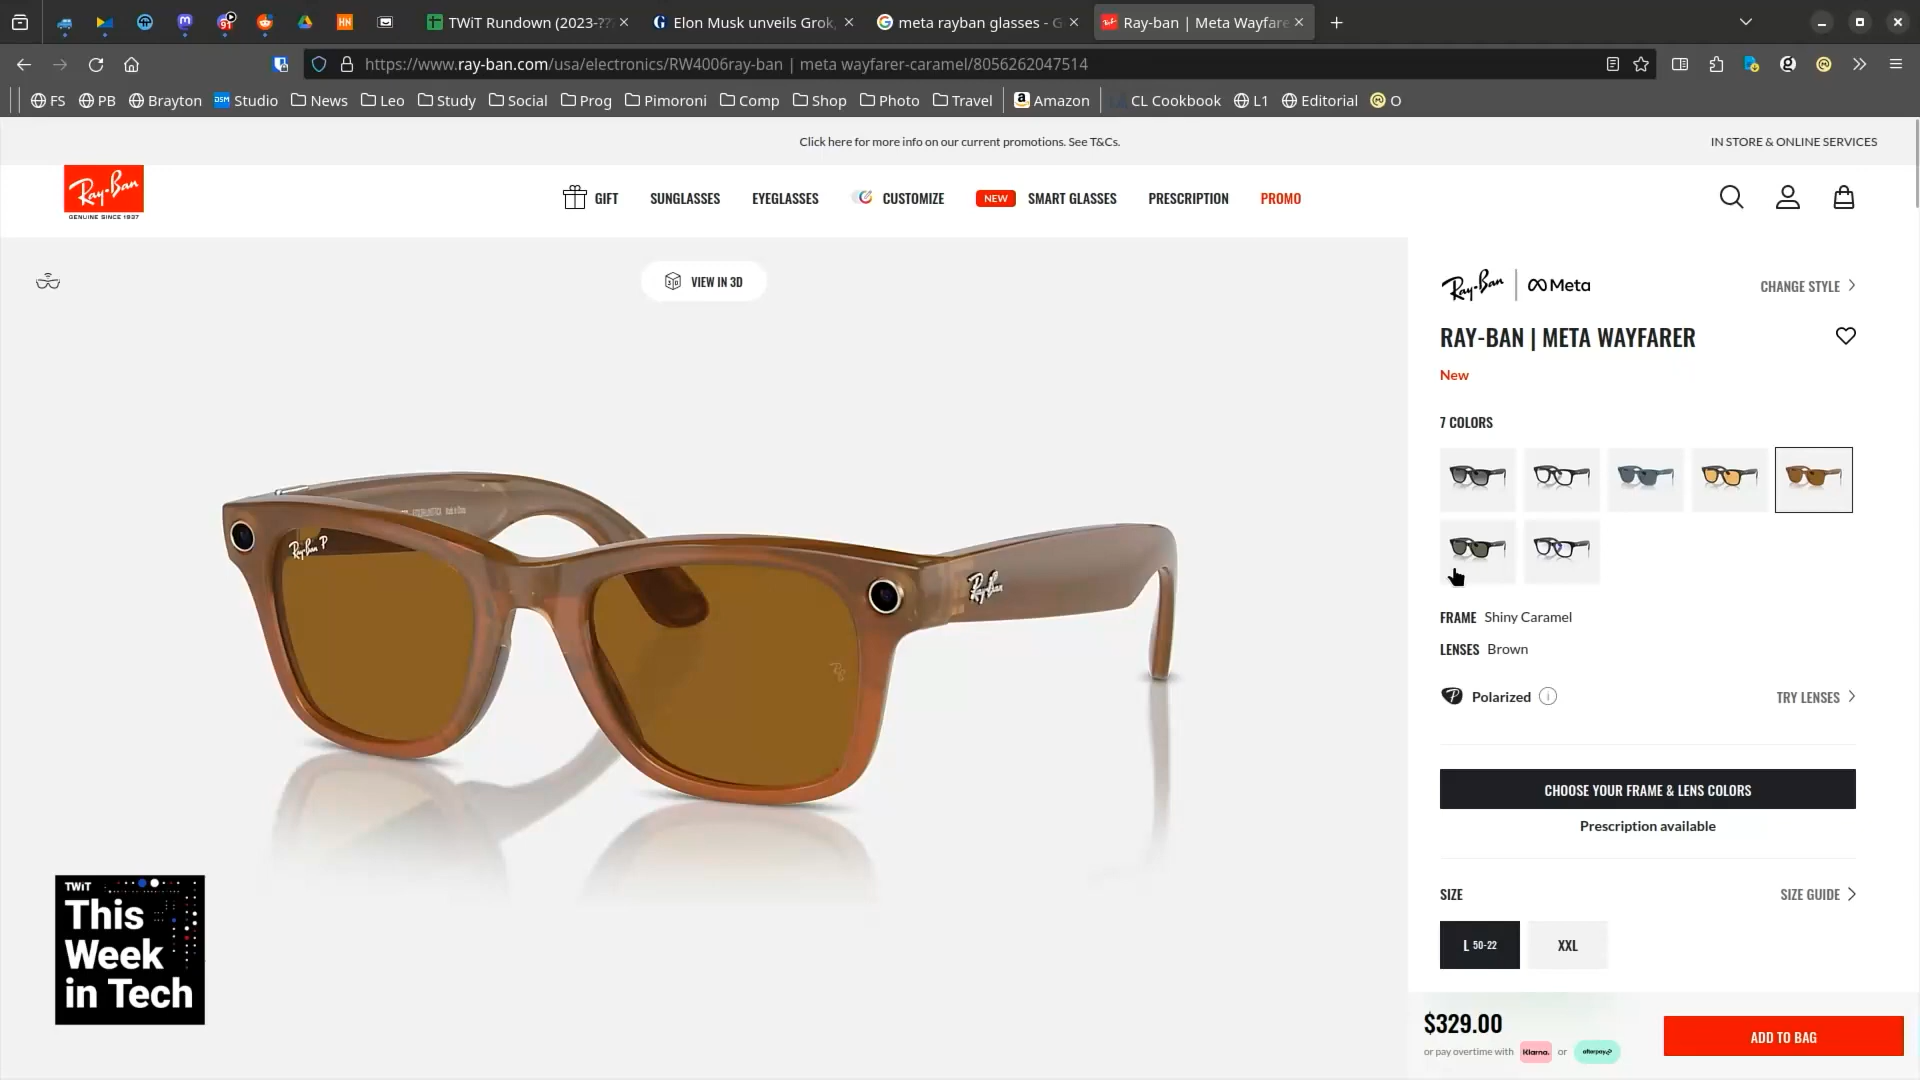 TWiT Rundown (2023-??
Elon Musk unveils Grok,
meta rayban glasses - G
Ray-ban | Meta Wayfare
https://www.ray-ban.com/usa/electronics/RW4006ray-ban | meta wayfarer-caramel/8056262047514
FS PB Brayton DSM Studio News Leo Study Social Prog Pimoroni Comp Shop Photo Travel Amazon CL Cookbook L1 Editorial O
Click here for more info on our current promotions. See T&Cs.
IN STORE & ONLINE SERVICES
Ray-Ban
GENUINE SINCE 1937
GIFT SUNGLASSES EYEGLASSES CUSTOMIZE NEW SMART GLASSES PRESCRIPTION PROMO
VIEW IN 3D
Ray-Ban | Meta
CHANGE STYLE
RAY-BAN | META WAYFARER
New
7 COLORS
Ray-Ban P
Ray-Ban
FRAME Shiny Caramel
LENSES Brown
Polarized
TRY LENSES
CHOOSE YOUR FRAME & LENS COLORS
Prescription available
SIZE
SIZE GUIDE
L 50-22
XXL
TWiT
This
Week
in Tech
$329.00
or pay overtime with Klarna. or afterpay
ADD TO BAG